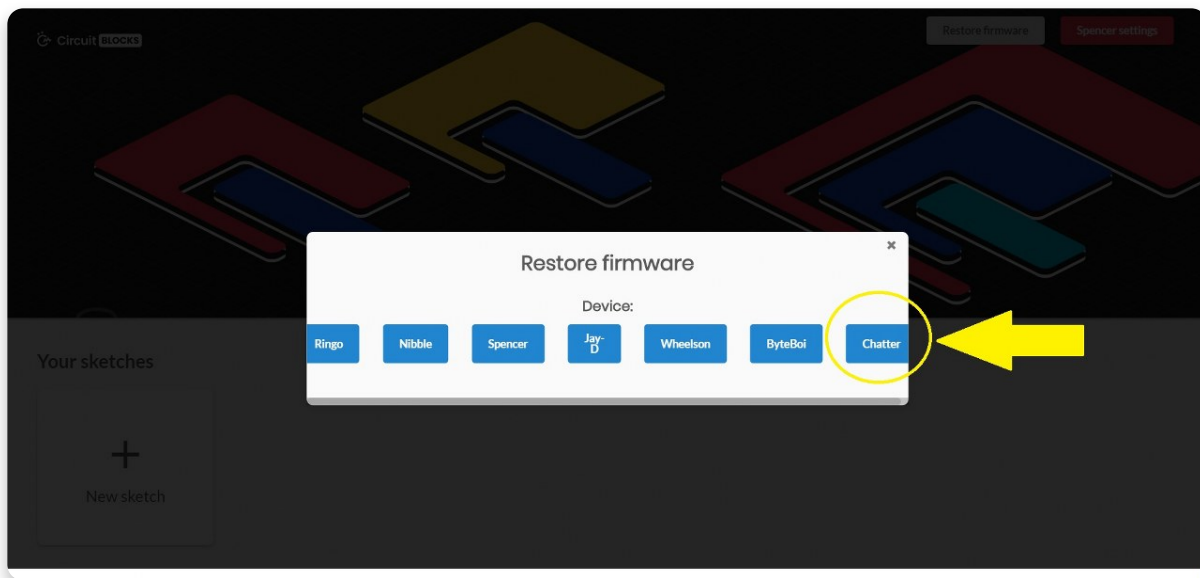 Circuit BLOCKS
Restore firmware
Spencer settings
Restore firmware
Device:
Ringo
Nibble
Spencer
Jay-
D
Wheelson
ByteBoi
Chatter
Your sketches
New sketch